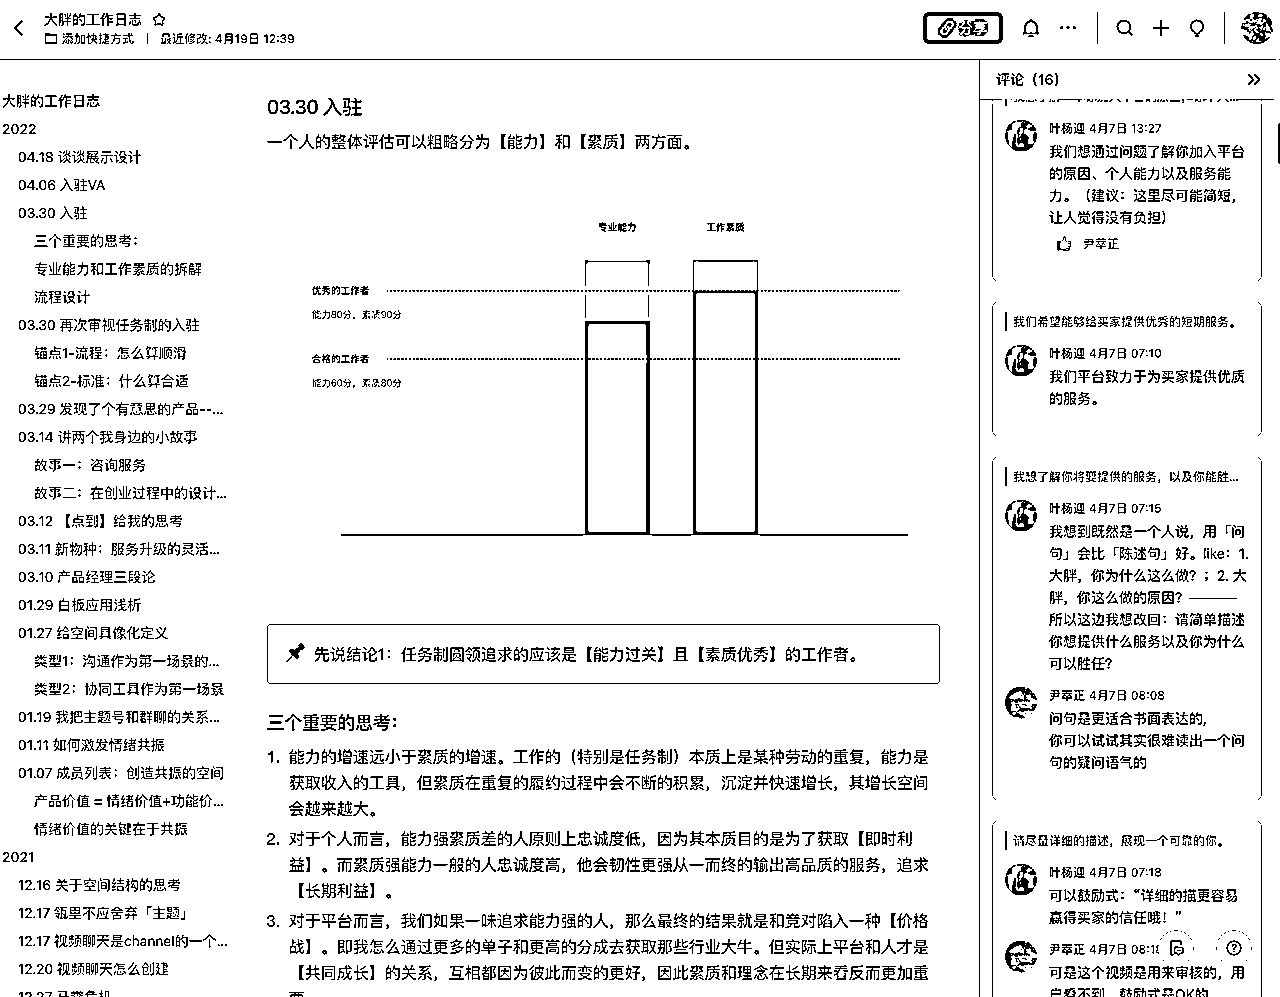 大胖的工作日志
添加快捷方式 | 最近修改: 4月19日 12:39
分享
大胖的工作日志
2022
04.18 谈谈展示设计
04.06 入驻VA
03.30 入驻
三个重要的思考：
专业能力和工作素质的拆解
流程设计
03.30 再次审视任务制的入驻
锚点1-流程：怎么算顺滑
锚点2-标准：什么算合适
03.29 发现了个有意思的产品--...
03.14 讲两个我身边的小故事
故事一：咨询服务
故事二：在创业过程中的设计...
03.12 【点到】给我的思考
03.11 新物种：服务升级的灵活...
03.10 产品经理三段论
01.29 白板应用浅析
01.27 给空间具像化定义
类型1：沟通作为第一场景的...
类型2：协同工具作为第一场景
01.19 我把主题号和群聊的关系...
01.11 如何激发情绪共振
01.07 成员列表：创造共振的空间
产品价值 = 情绪价值+功能价...
情绪价值的关键在于共振
2021
12.16 关于空间结构的思考
12.17 瓴里不应舍弃「主题」
12.17 视频聊天是channel的一个...
12.20 视频聊天怎么创建
03.30 入驻
一个人的整体评估可以粗略分为【能力】和【素质】两方面。
专业能力
工作素质
优秀的工作者
能力80分，素质90分
合格的工作者
能力60分，素质80分
先说结论1：任务制圆领追求的应该是【能力过关】且【素质优秀】的工作者。
三个重要的思考：
1. 能力的增速远小于素质的增速。工作的（特别是任务制）本质上是某种劳动的重复，能力是
获取收入的工具，但素质在重复的履约过程中会不断的积累，沉淀并快速增长，其增长空间
会越来越大。
2. 对于个人而言，能力强素质差的人原则上忠诚度低，因为其本质目的是为了获取【即时利
益】。而素质强能力一般的人忠诚度高，他会韧性更强从一而终的输出高品质的服务，追求
【长期利益】。
3. 对于平台而言，我们如果一味追求能力强的人，那么最终的结果就是和竞对陷入一种【价格
战】。即我怎么通过更多的单子和更高的分成去获取那些行业大牛。但实际上平台和人才是
【共同成长】的关系，互相都因为彼此而变的更好，因此素质和理念在长期来看反而更加重
要
评论（16）
叶杨迎 4月7日 13:27
我们想通过问题了解你加入平台
的原因、个人能力以及服务能
力。（建议：这里尽可能简短，
让人觉得没有负担）
尹萃正
我们希望能够给买家提供优秀的短期服务。
叶杨迎 4月7日 07:10
我们平台致力于为买家提供优质
的服务。
我想了解你将要提供的服务，以及你能胜...
叶杨迎 4月7日 07:15
我想到既然是一个人说，用「问
句」会比「陈述句」好。like：1.
大胖，你为什么这么做？；2. 大
胖，你这么做的原因？ ———
所以这边我想改回：请简单描述
你想提供什么服务以及你为什么
可以胜任？
尹萃正 4月7日 08:08
问句是更适合书面表达的，
你可以试试其实很难读出一个问
句的疑问语气的
请尽量详细的描述，展现一个可靠的你。
叶杨迎 4月7日 07:18
可以鼓励式：“详细的描更容易
赢得买家的信任哦！”
尹萃正 4月7日 08:1
可是这个视频是用来审核的，用
户看不到，鼓励式是OK的